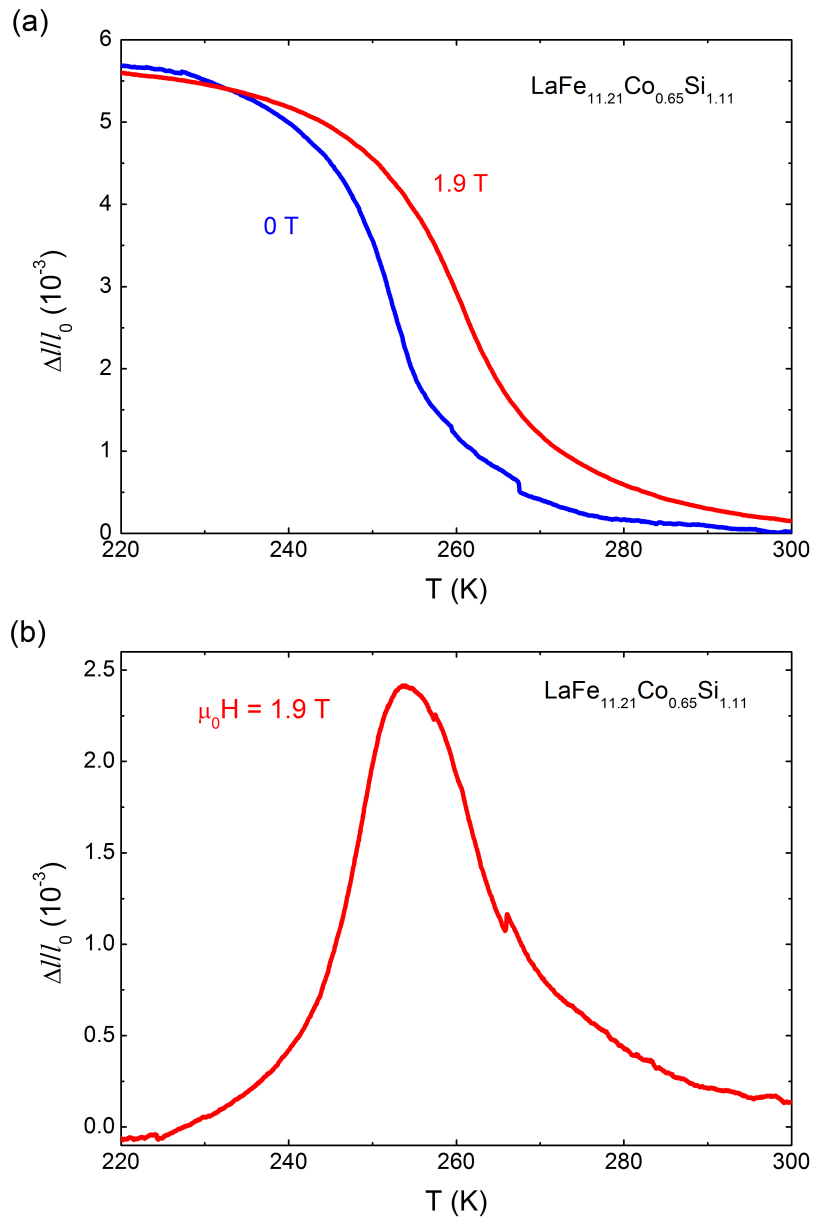 (a)
6
LaFe11.21Co0.65Si1.11
5
1.9 T
4
0 T
3
Δl/l0 (10-3)
2
1
0
220 240 260 280 300
T (K)
(b)
2.5
LaFe11.21Co0.65Si1.11
μ0H = 1.9 T
2.0
1.5
Δl/l0 (10-3)
1.0
0.5
0.0
220 240 260 280 300
T (K)